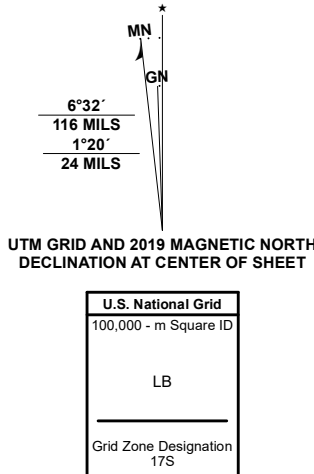 ★
MN
GN
6°32´
116 MILS
1°20´
24 MILS
UTM GRID AND 2019 MAGNETIC NORTH
DECLINATION AT CENTER OF SHEET
U.S. National Grid
100,000 - m Square ID
LB
Grid Zone Designation
17S